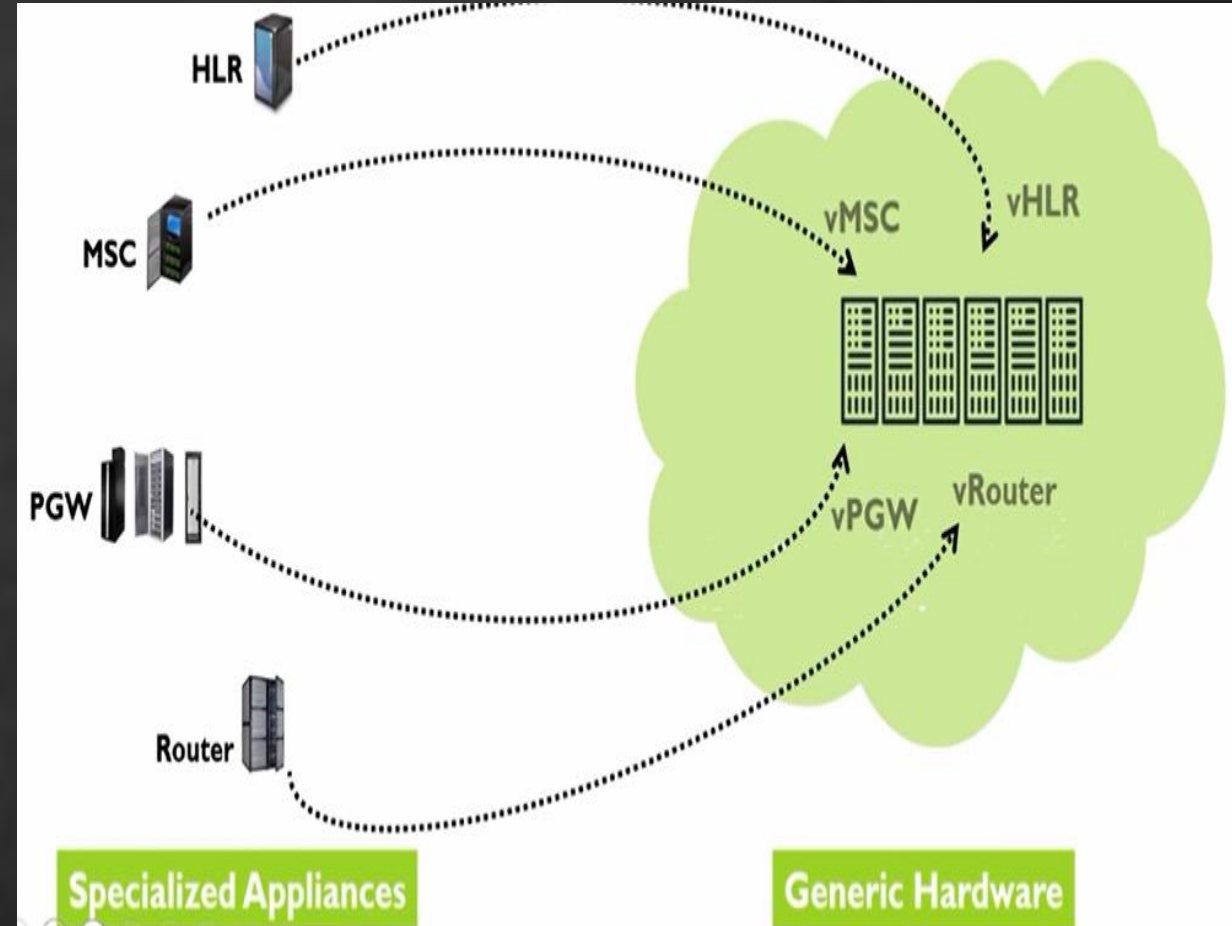 HLR
MSC
vMSC
vHLR
PGW
vPGW
vRouter
Router
Specialized Appliances
Generic Hardware